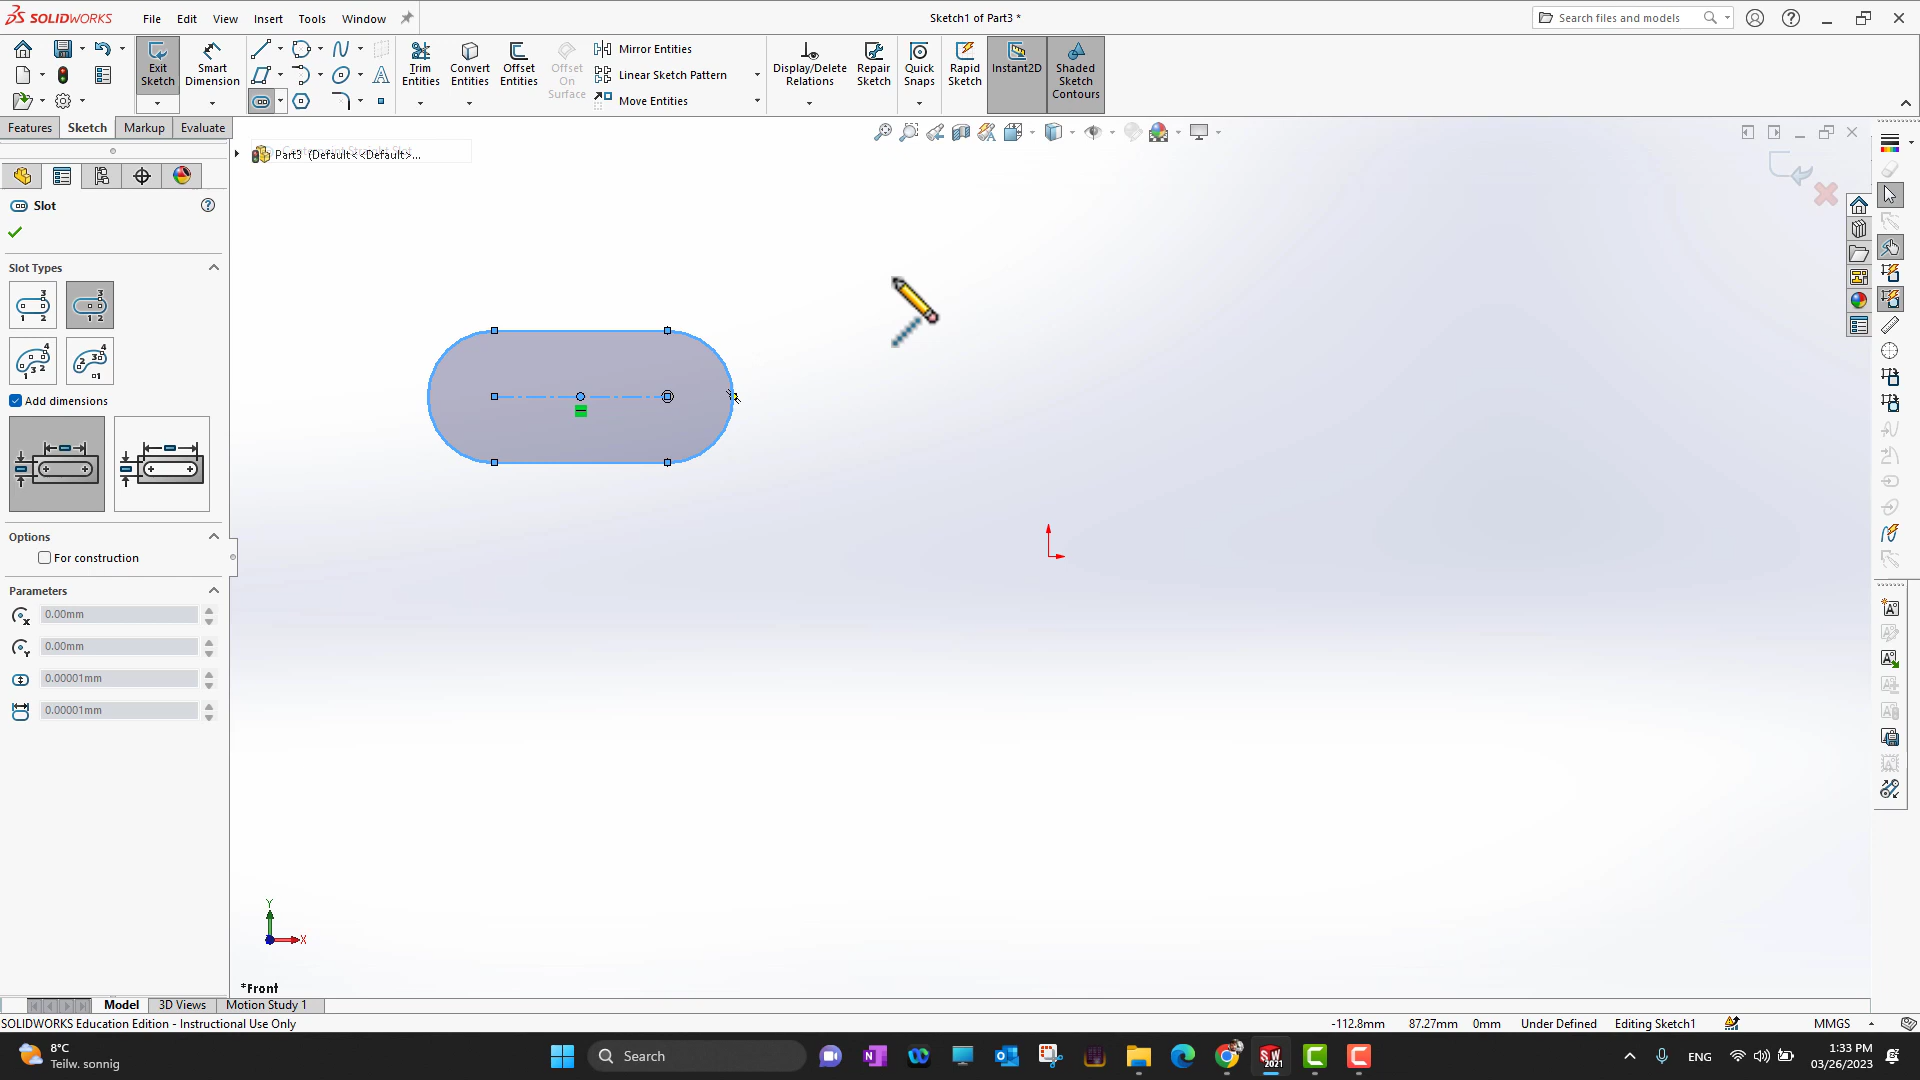 SOLIDWORKS
File
Edit
View
Insert
Tools
Window
Sketch1 of Part3 *
Search files and models
Exit
Sketch
Smart
Dimension
Trim
Entities
Convert
Entities
Offset
Entities
Offset
On
Surface
Mirror Entities
Linear Sketch Pattern
Move Entities
Display/Delete
Relations
Repair
Sketch
Quick
Snaps
Rapid
Sketch
Instant2D
Shaded
Sketch
Contours
Features
Sketch
Markup
Evaluate
Part3 (Default<<Default>...
Slot
Slot Types
Add dimensions
Options
For construction
Parameters
0.00mm
0.00mm
0.00001mm
0.00001mm
Y
X
*Front
Model
3D Views
Motion Study 1
SOLIDWORKS Education Edition - Instructional Use Only
-112.8mm
87.27mm
0mm
Under Defined
Editing Sketch1
MMGS
8°C
Teilw. sonnig
Search
SW
2021
ENG
1:33 PM
03/26/2023